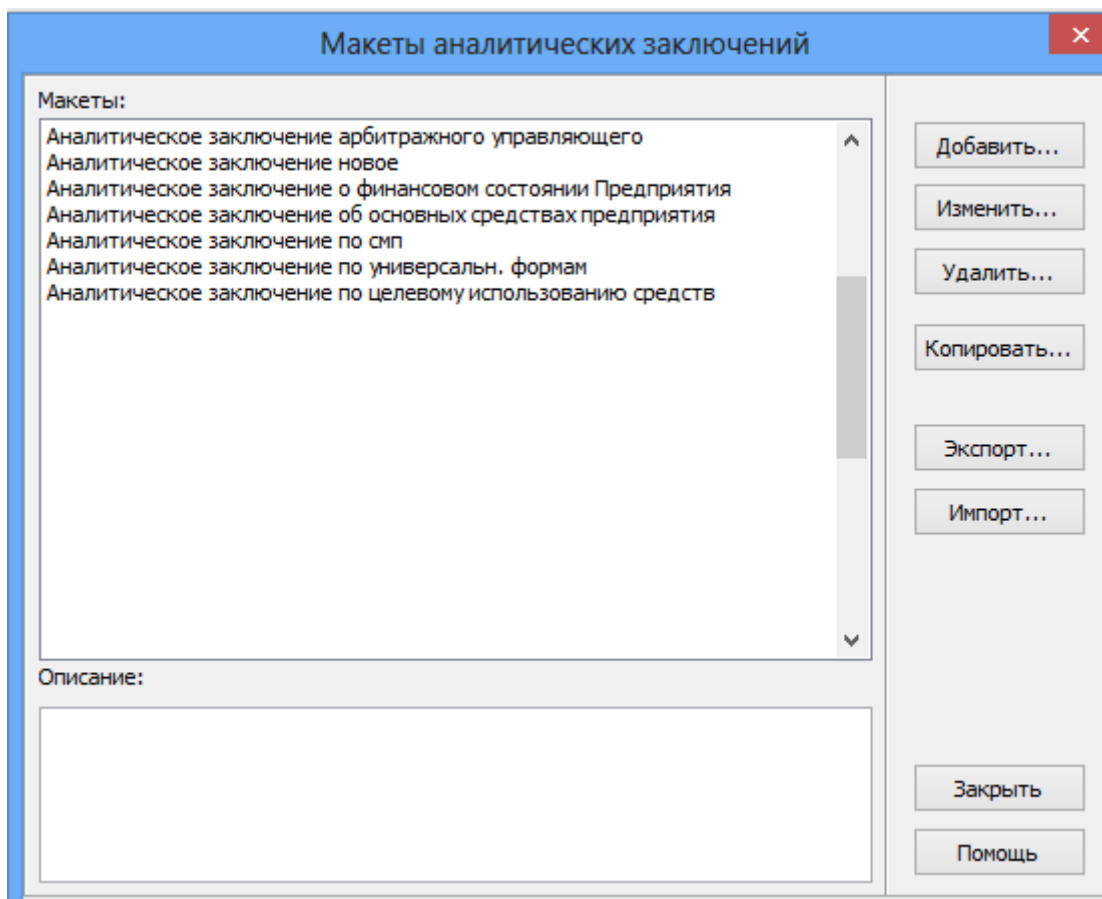 Макеты аналитических заключений
Макеты:
Аналитическое заключение арбитражного управляющего
Аналитическое заключение новое
Аналитическое заключение о финансовом состоянии Предприятия
Аналитическое заключение об основных средствах предприятия
Аналитическое заключение по смп
Аналитическое заключение по универсальн. формам
Аналитическое заключение по целевому использованию средств
Добавить...
Изменить...
Удалить...
Копировать...
Экспорт...
Импорт...
Описание:
Закрыть
Помощь